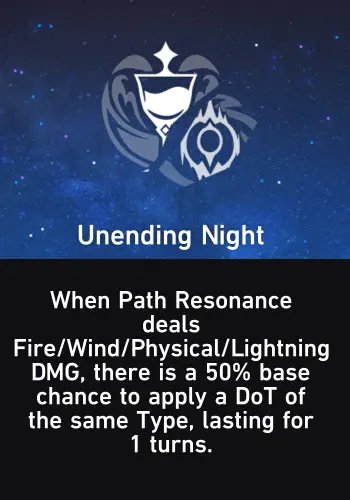 Unending Night
When Path Resonance
deals
Fire/Wind/Physical/Lightning
DMG, there is a 50% base
chance to apply a DoT of
the same Type, lasting for
1 turns.